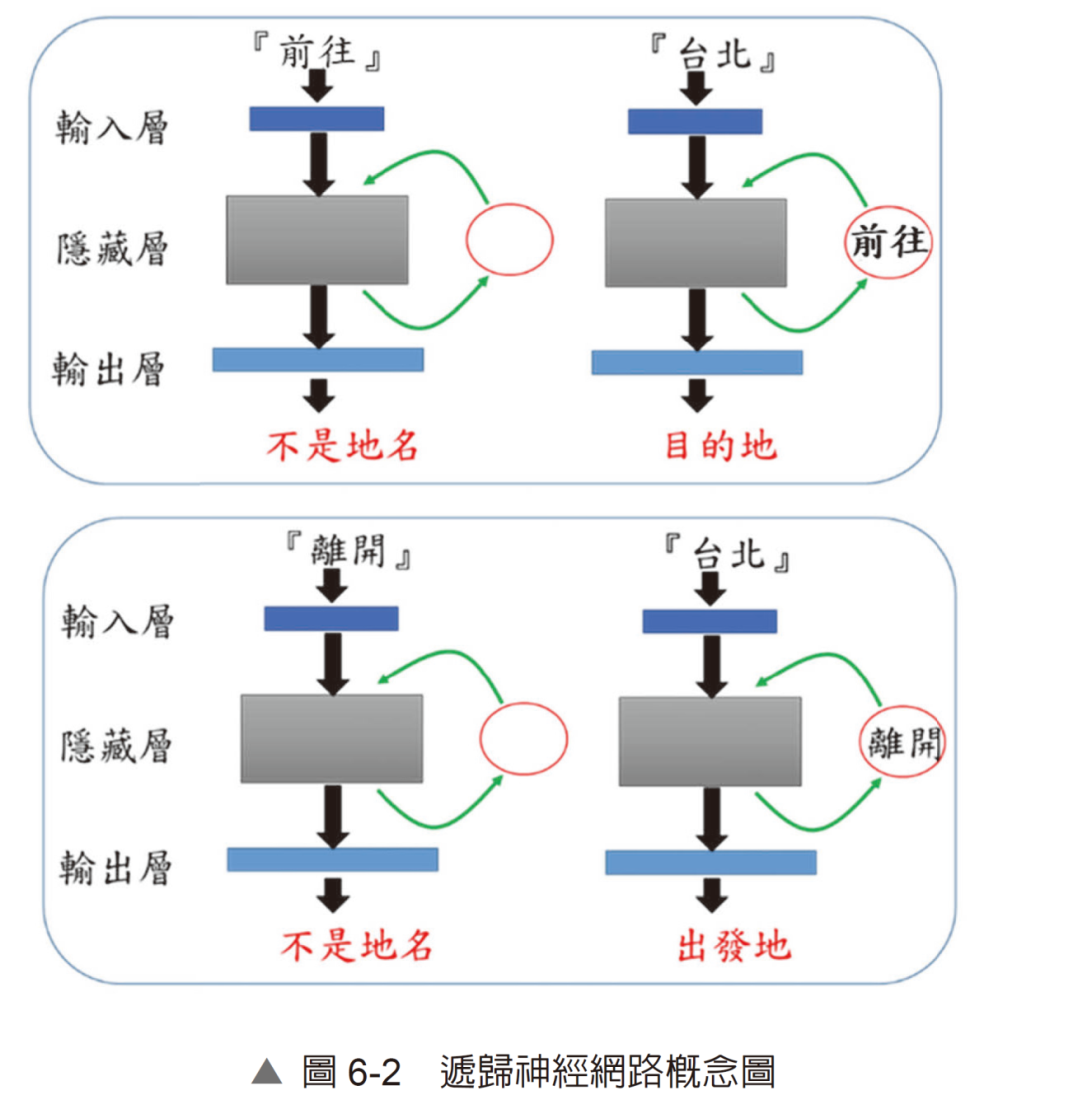 『前往』 『台北』
輸入層
隱藏層 前往
輸出層
不是地名 目的地
『離開』 『台北』
輸入層
隱藏層 離開
輸出層
不是地名 出發地
▲ 圖 6-2 遞歸神經網路概念圖